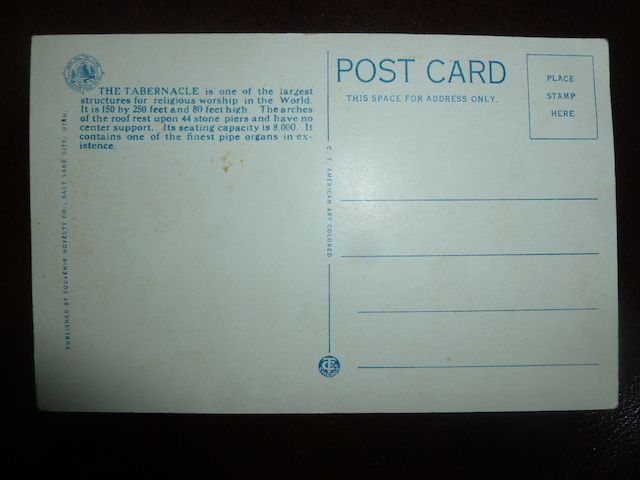 THE TABERNACLE is one of the largest
structures for religious worship in the World.
It is 150 by 250 feet and 80 feet high. The arches
of the roof rest upon 44 stone piers and have no
center support. Its seating capacity is 8,000. It
contains one of the finest pipe organs in ex-
istence.
PUBLISHED BY SOUVENIR NOVELTY CO., SALT LAKE CITY, UTAH.
C. T. AMERICAN ART COLORED.
POST CARD
THIS SPACE FOR ADDRESS ONLY.
PLACE
STAMP
HERE